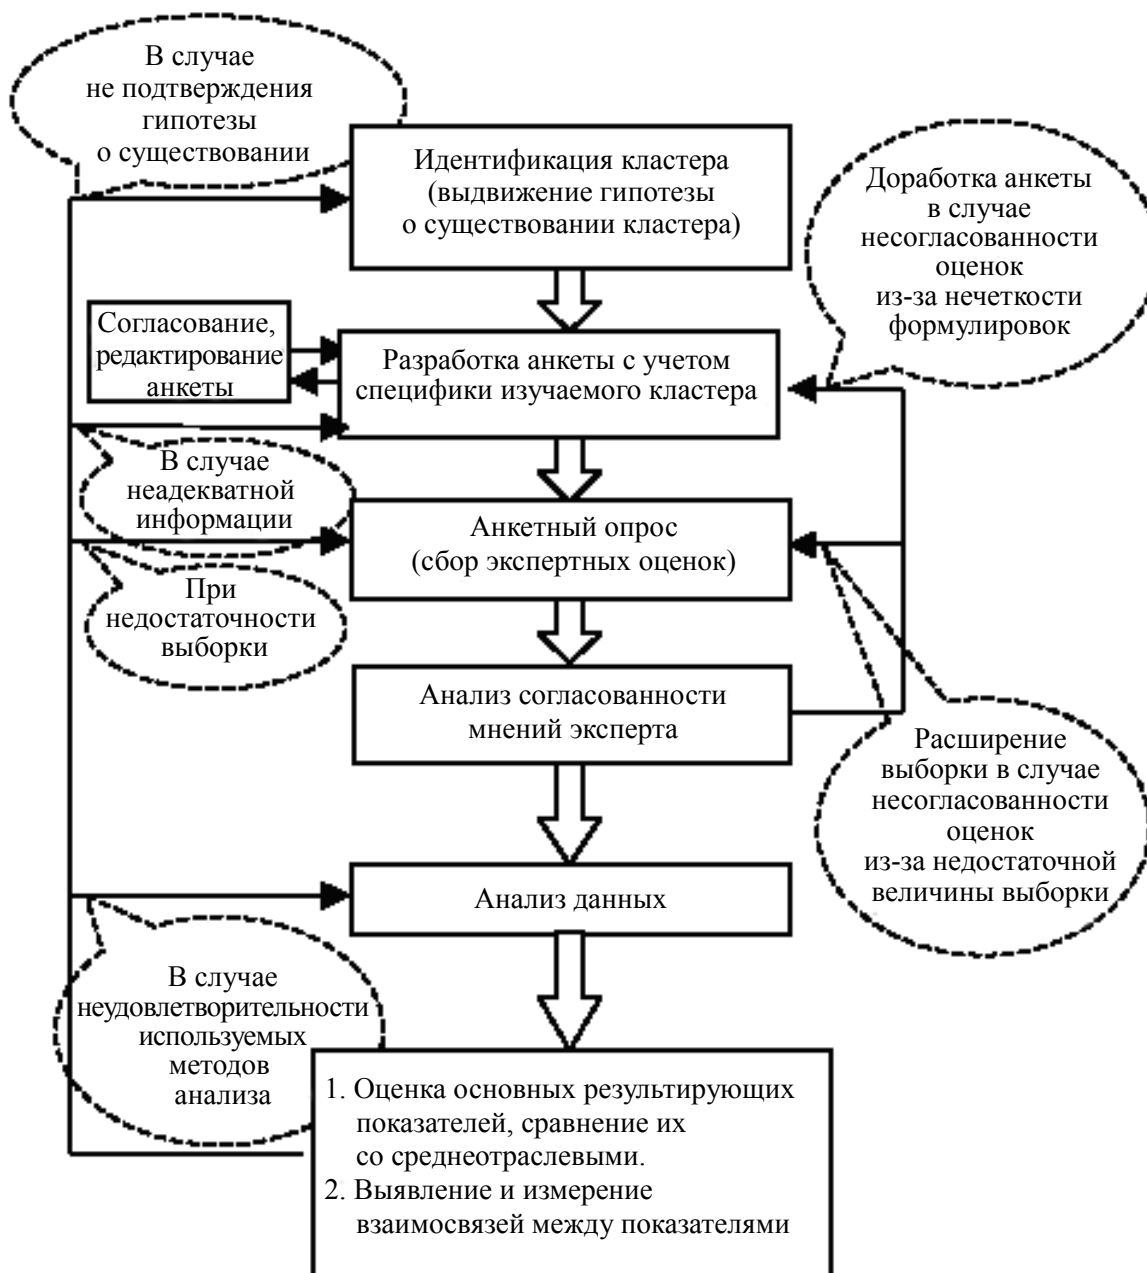 В случае
не подтверждения
гипотезы
о существовании
Идентификация кластера
(выдвижение гипотезы
о существовании кластера)
Доработка анкеты
в случае
несогласованности
оценок
из-за нечеткости
формулировок
Согласование,
редактирование
анкеты
Разработка анкеты с учетом
специфики изучаемого кластера
В случае
неадекватной
информации
Анкетный опрос
(сбор экспертных оценок)
При
недостаточности
выборки
Анализ согласованности
мнений эксперта
Расширение
выборки в случае
несогласованности
оценок
из-за недостаточной
величины выборки
Анализ данных
В случае
неудовлетворительности
используемых
методов
анализа
1. Оценка основных результирующих
показателей, сравнение их
со среднеотраслевыми.
2. Выявление и измерение
взаимосвязей между показателями